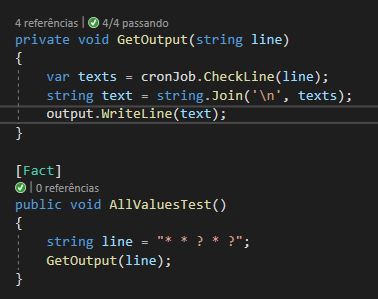 4 referências | 4/4 passando
private void GetOutput(string line)
{
var texts = cronJob.CheckLine(line);
string text = string.Join('\n', texts);
output.WriteLine(text);
}
[Fact]
| 0 referências
public void AllValuesTest()
{
string line = "* * ? * ?";
GetOutput(line);
}